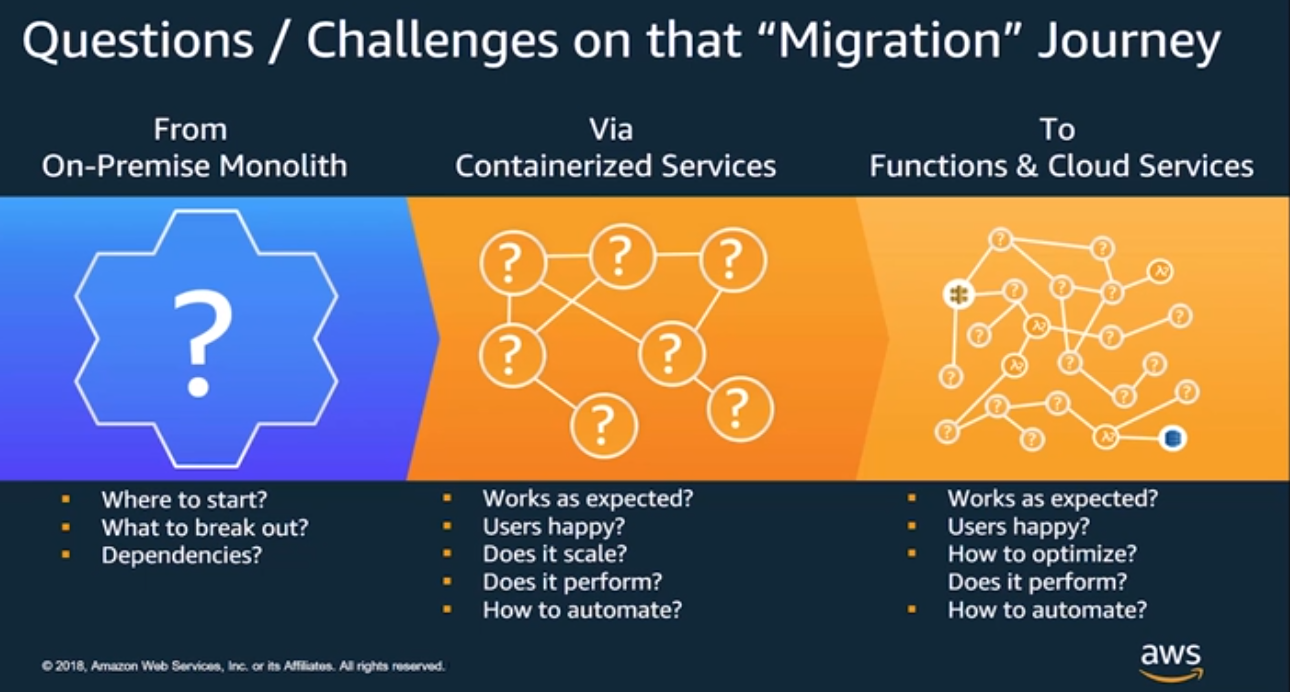 Questions / Challenges on that “Migration” Journey
From
On-Premise Monolith
Via
Containerized Services
To
Functions & Cloud Services
?
? ? ?
? ?
? ?
? ?
λ?
? ? ?
λ? ?
? ?
λ? ?
? ?
? ?
? ?
? λ?
?
▪ Where to start?
▪ What to break out?
▪ Dependencies?
▪ Works as expected?
▪ Users happy?
▪ Does it scale?
▪ Does it perform?
▪ How to automate?
▪ Works as expected?
▪ Users happy?
▪ How to optimize?
Does it perform?
▪ How to automate?
© 2018, Amazon Web Services, Inc. or its Affiliates. All rights reserved.
aws